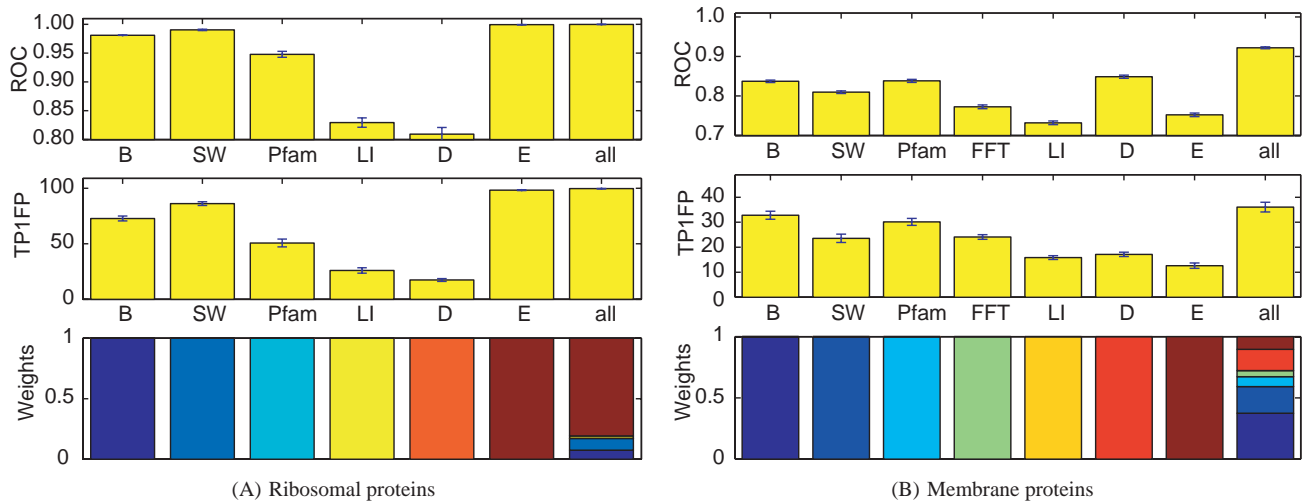 ROC
1.00
0.95
0.90
0.85
0.80
B SW Pfam LI D E all
TP1FP
100
50
0
B SW Pfam LI D E all
Weights
1
0.5
0
(A) Ribosomal proteins
ROC
1.0
0.9
0.8
0.7
B SW Pfam FFT LI D E all
TP1FP
40
30
20
10
0
B SW Pfam FFT LI D E all
Weights
1
0.5
0
(B) Membrane proteins